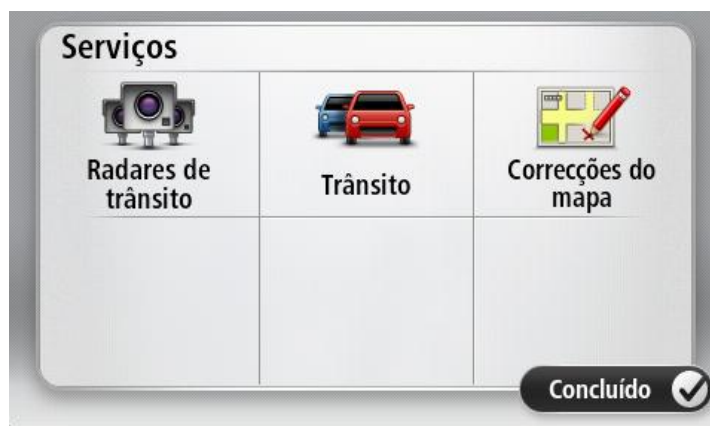 Serviços
Radares de
trânsito
Trânsito
Correcções do
mapa
Concluído